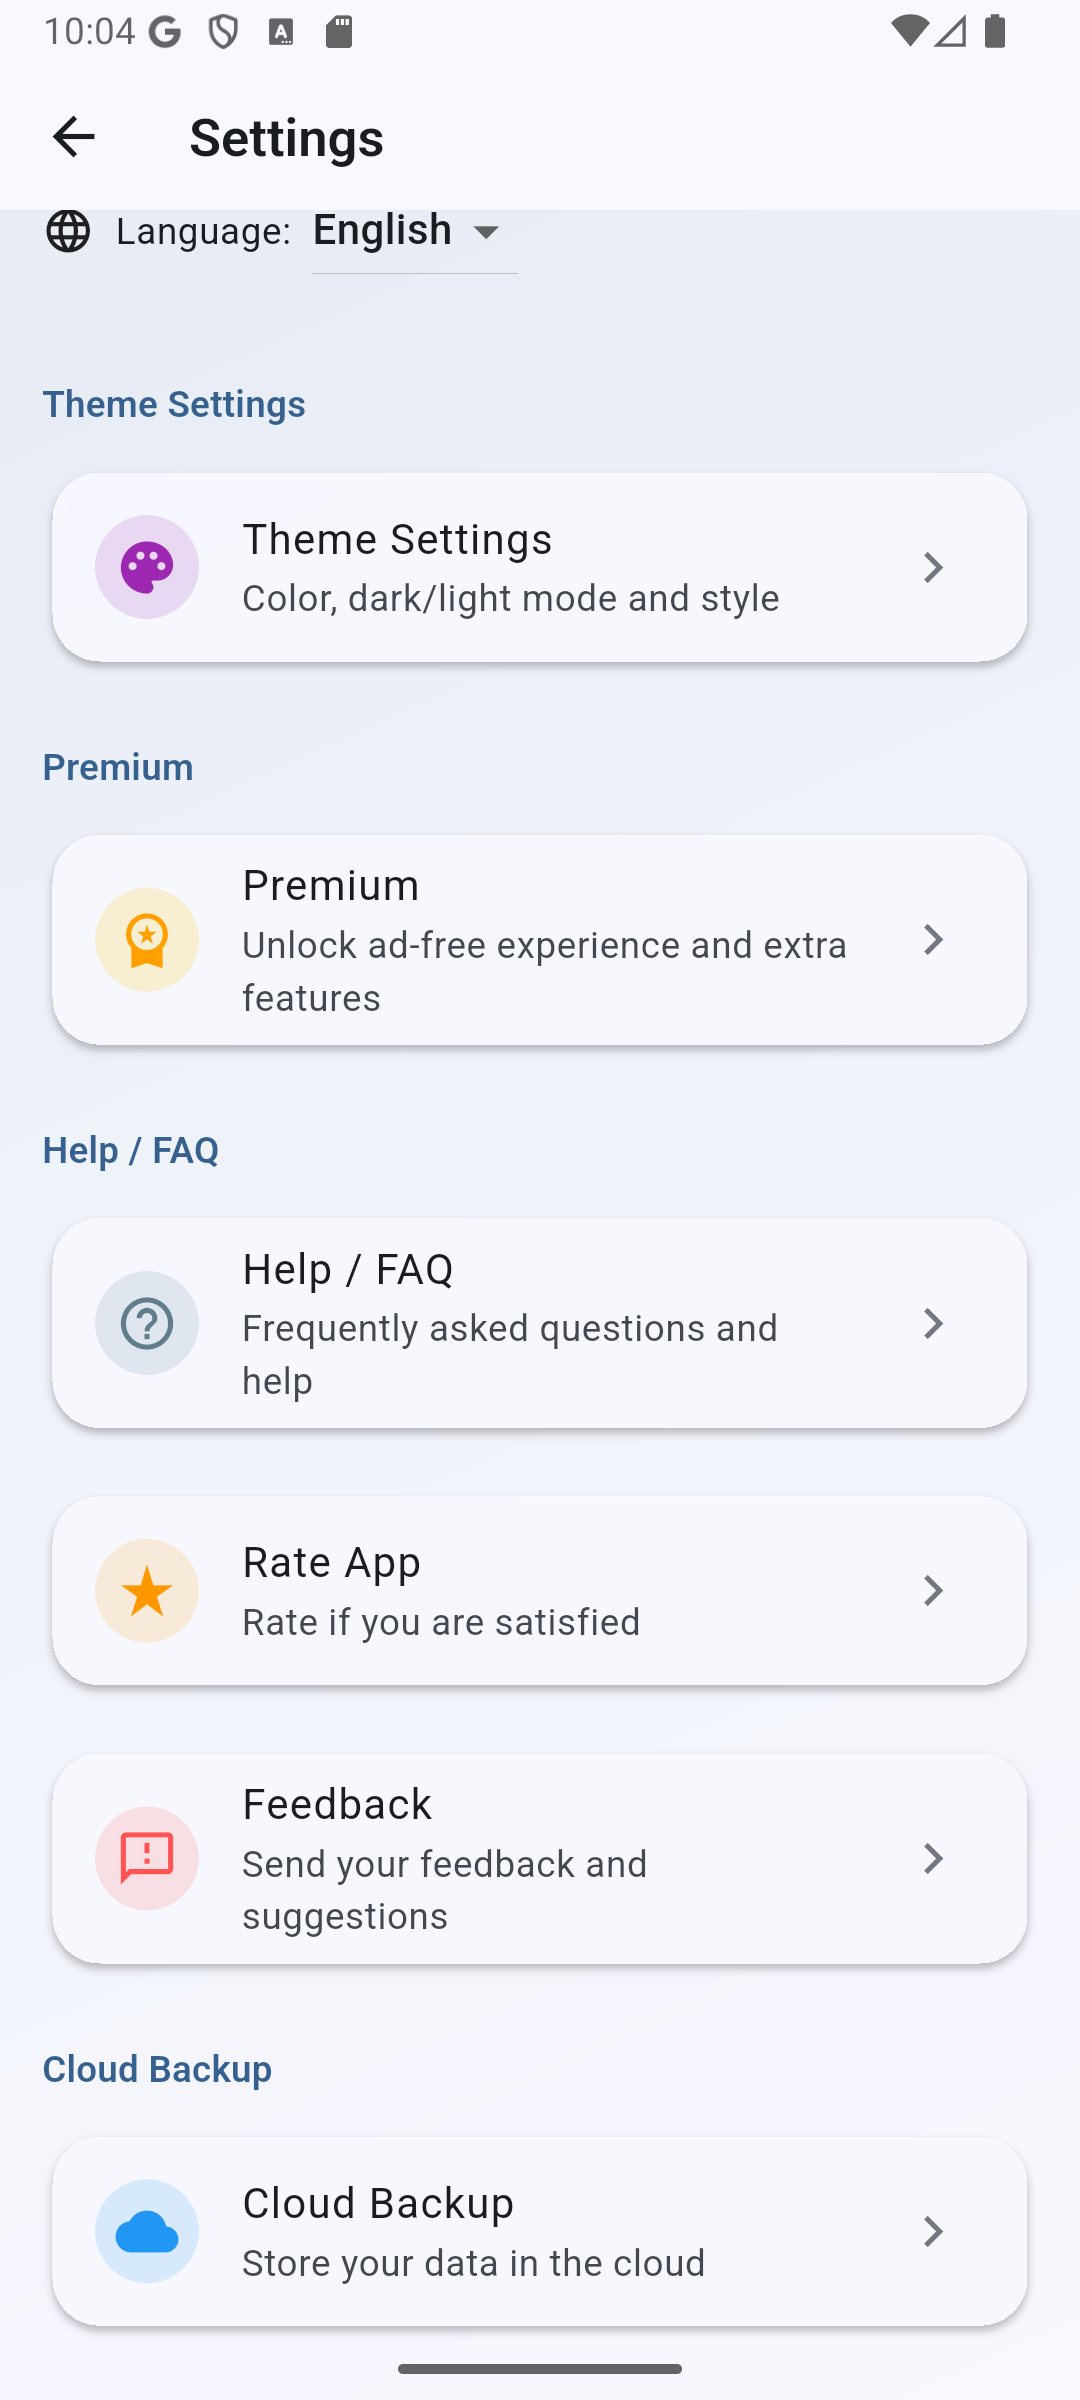 10:04
Settings
Language: English
Theme Settings
Theme Settings
Color, dark/light mode and style
Premium
Premium
Unlock ad-free experience and extra
features
Help / FAQ
Help / FAQ
Frequently asked questions and
help
Rate App
Rate if you are satisfied
Feedback
Send your feedback and
suggestions
Cloud Backup
Cloud Backup
Store your data in the cloud